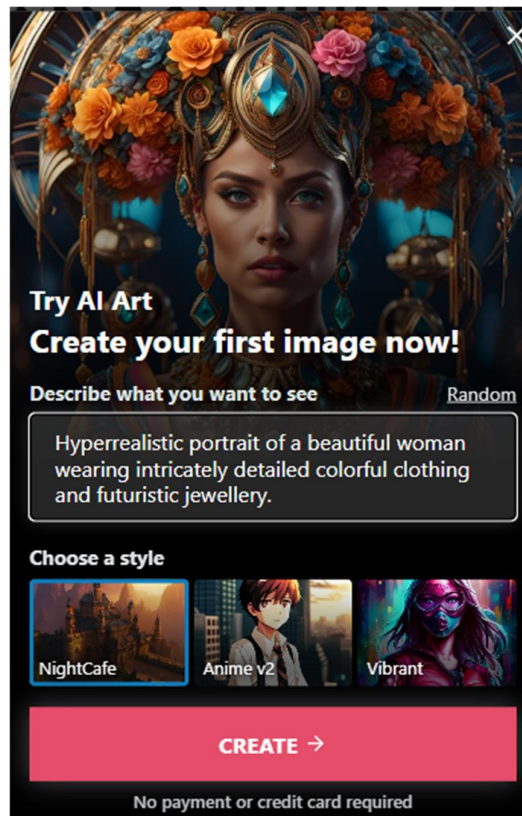 Try AI Art
Create your first image now!
Describe what you want to see Random
Hyperrealistic portrait of a beautiful woman
wearing intricately detailed colorful clothing
and futuristic jewellery.
Choose a style
NightCafe Anime v2 Vibrant
CREATE →
No payment or credit card required